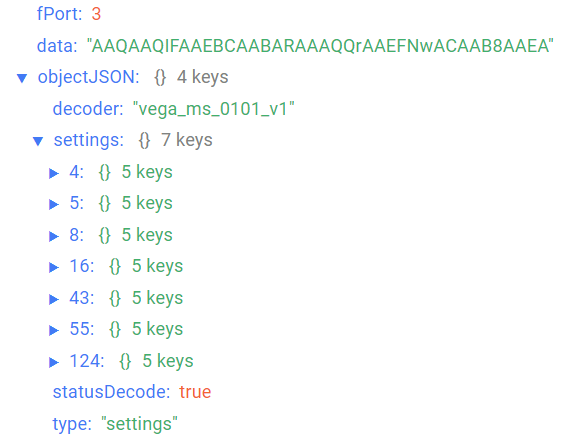 fPort: 3
data: "AAQAAQIFAAEBCAABARAAAQQrAAEFNwACAAB8AAEA"
objectJSON: {} 4 keys
decoder: "vega_ms_0101_v1"
settings: {} 7 keys
4: {} 5 keys
5: {} 5 keys
8: {} 5 keys
16: {} 5 keys
43: {} 5 keys
55: {} 5 keys
124: {} 5 keys
statusDecode: true
type: "settings"